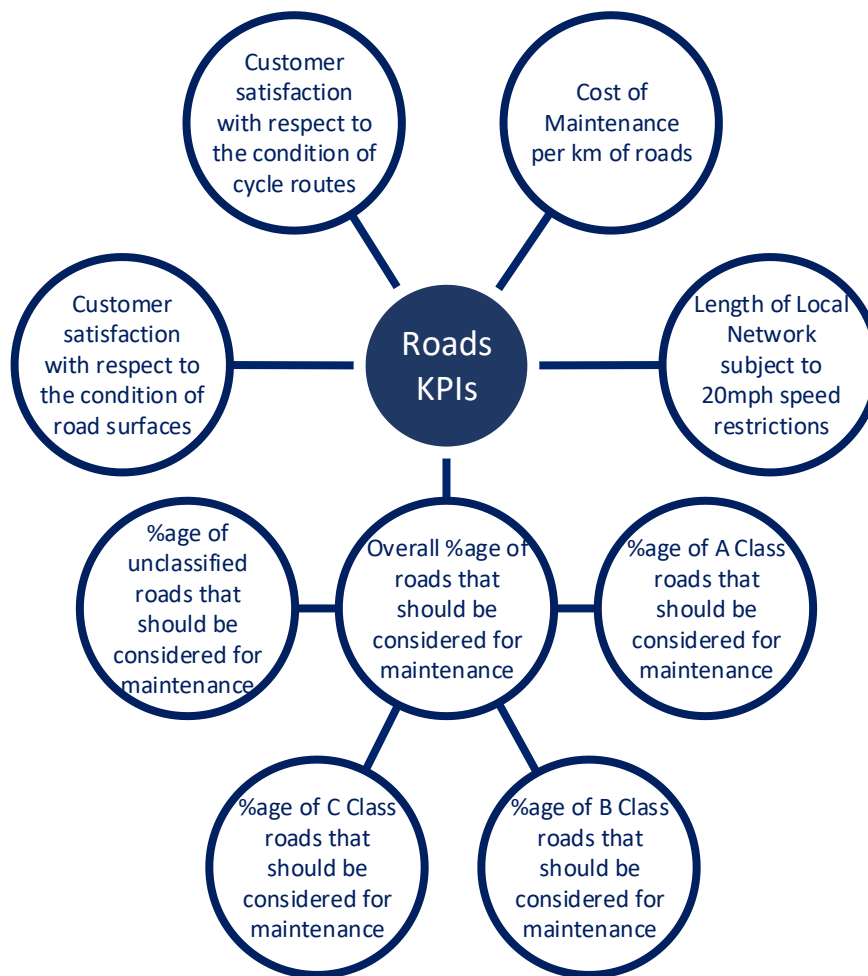 Customer
satisfaction
with respect to
the condition of
cycle routes
Cost of
Maintenance
per km of roads
Customer
satisfaction
with respect to
the condition of
road surfaces
Roads
KPIs
Length of Local
Network
subject to
20mph speed
restrictions
%age of
unclassified
roads that
should be
considered for
maintenance
Overall %age of
roads that
should be
considered for
maintenance
%age of A Class
roads that
should be
considered for
maintenance
%age of C Class
roads that
should be
considered for
maintenance
%age of B Class
roads that
should be
considered for
maintenance